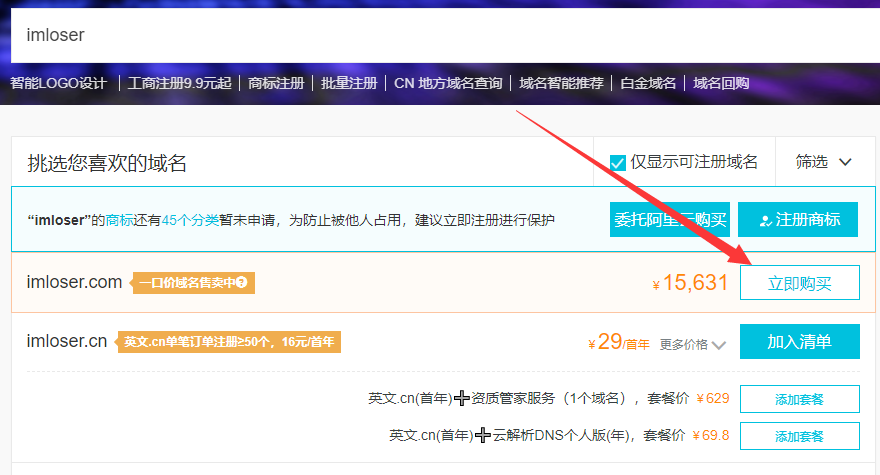 imloser
智能LOGO设计 | 工商注册9.9元起 | 商标注册 | 批量注册 | CN 地方域名查询 | 域名智能推荐 | 白金域名 | 域名回购
挑选您喜欢的域名 仅显示可注册域名 筛选
“imloser”的商标还有45个分类暂未申请，为防止被他人占用，建议立即注册进行保护 委托阿里云购买 注册商标
imloser.com 一口价域名售卖中? ¥15,631 立即购买
imloser.cn 英文.cn单笔订单注册≥50个，16元/首年 ¥29/首年 更多价格 加入清单
英文.cn(首年)+资质管家服务（1个域名），套餐价 ¥629 添加套餐
英文.cn(首年)+云解析DNS个人版(年)，套餐价 ¥69.8 添加套餐